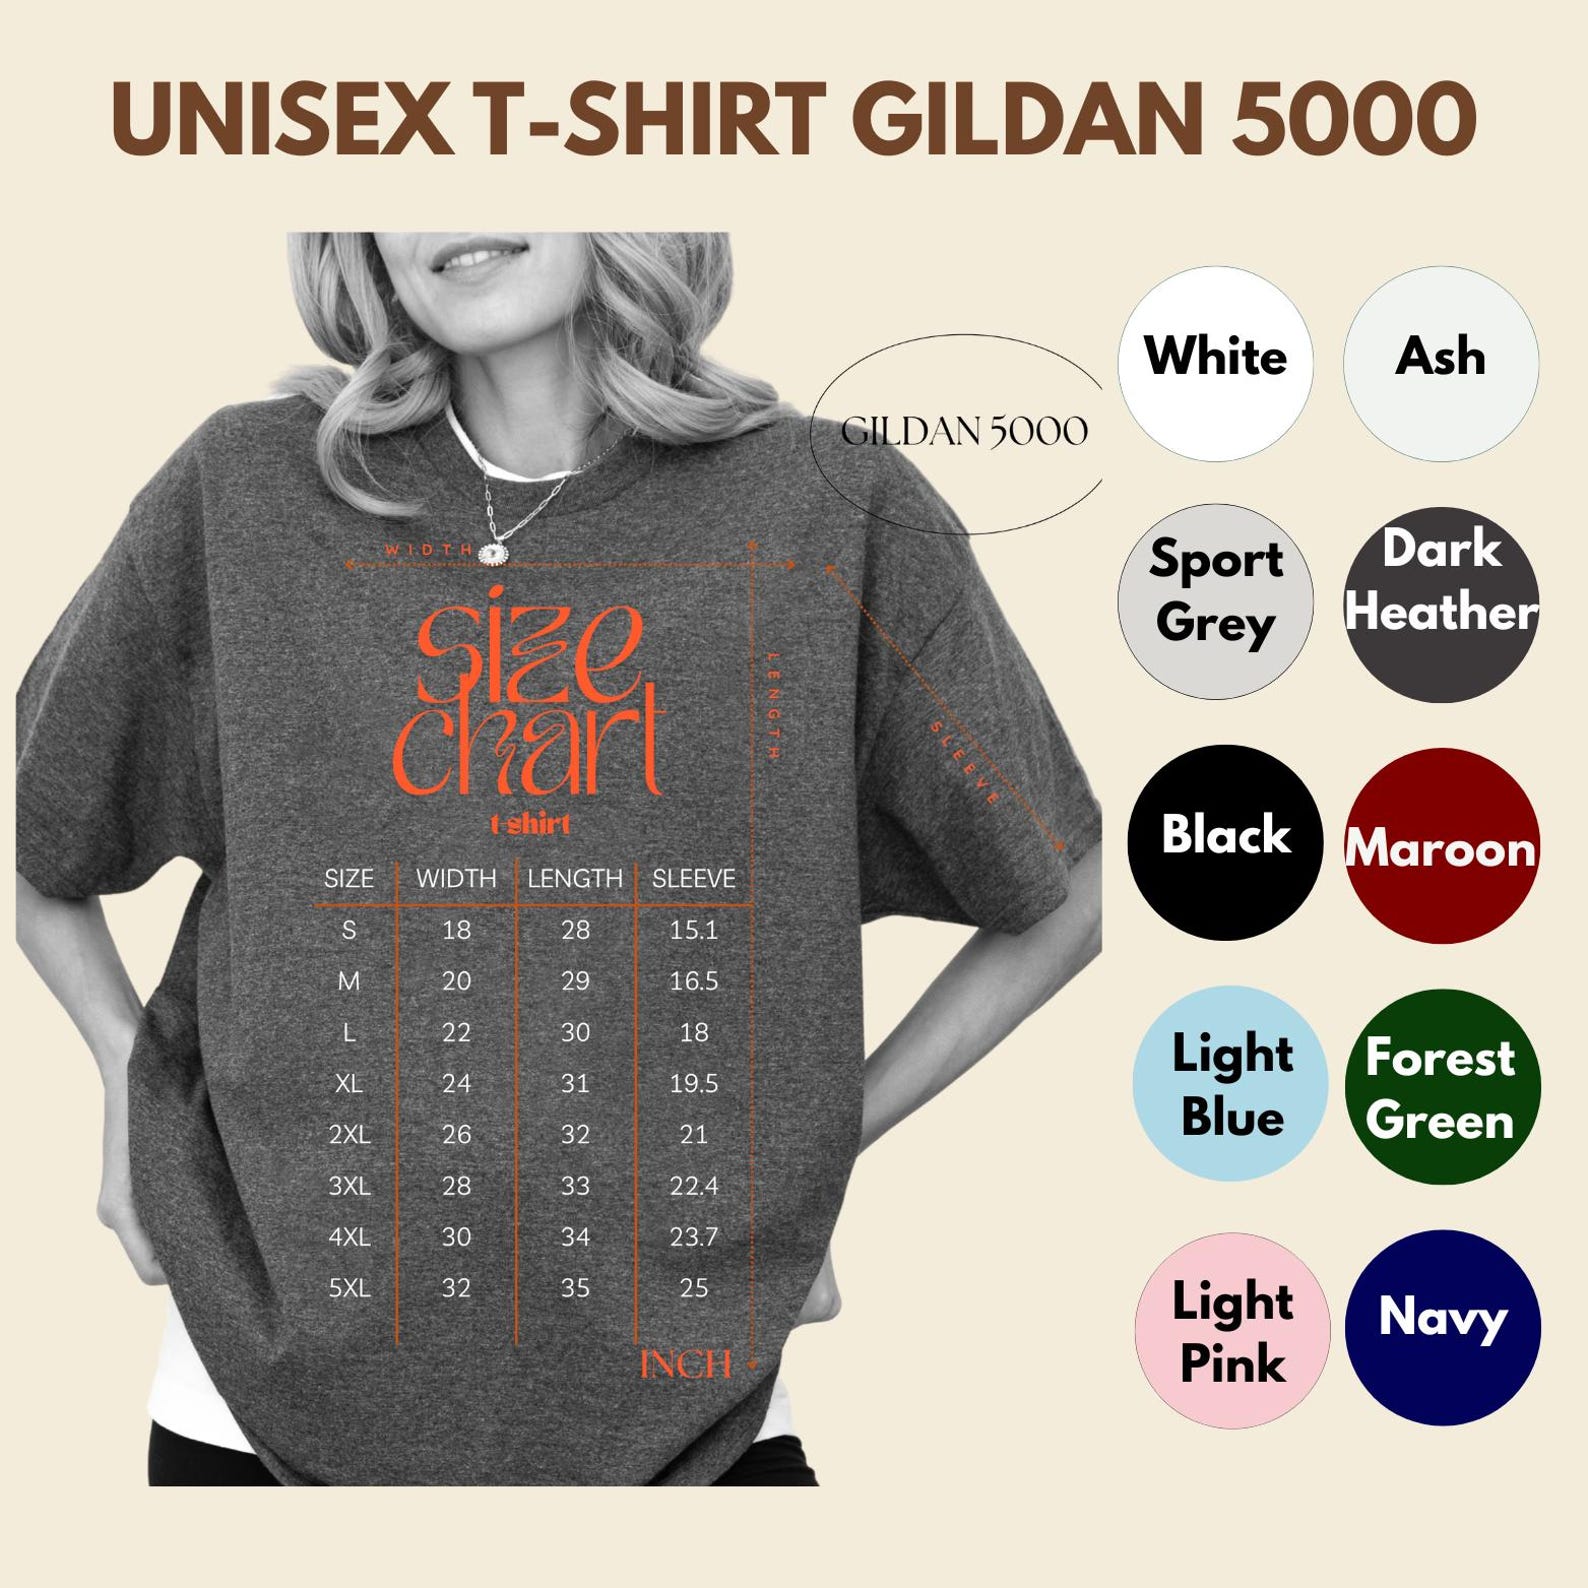 UNISEX T-SHIRT GILDAN 5000
GILDAN 5000
WIDTH
size
chart
t-shirt
LENGTH
SLEEVE
SIZE WIDTH LENGTH SLEEVE
S 18 28 15.1
M 20 29 16.5
L 22 30 18
XL 24 31 19.5
2XL 26 32 21
3XL 28 33 22.4
4XL 30 34 23.7
5XL 32 35 25
INCH
White
Ash
Sport
Grey
Dark
Heather
Black
Maroon
Light
Blue
Forest
Green
Light
Pink
Navy